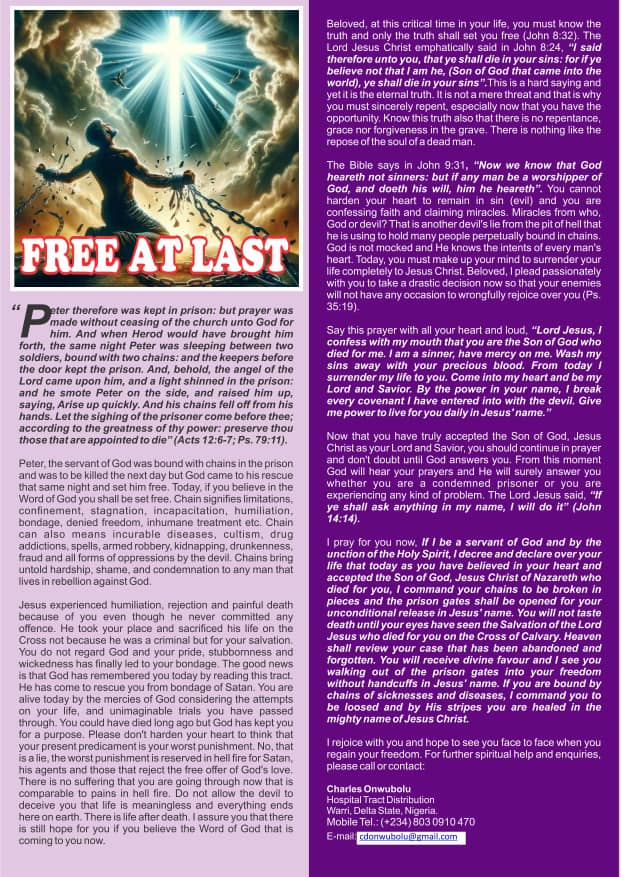 FREE AT LAST
“Peter therefore was kept in prison: but prayer was
made without ceasing of the church unto God for
him. And when Herod would have brought him
forth, the same night Peter was sleeping between two
soldiers, bound with two chains: and the keepers before
the door kept the prison. And, behold, the angel of the
Lord came upon him, and a light shinned in the prison:
and he smote Peter on the side, and raised him up,
saying, Arise up quickly. And his chains fell off from his
hands. Let the sighing of the prisoner come before thee;
according to the greatness of thy power: preserve thou
those that are appointed to die” (Acts 12:6-7; Ps. 79:11).
Peter, the servant of God was bound with chains in the prison
and was to be killed the next day but God came to his rescue
that same night and set him free. Today, if you believe in the
Word of God you shall be set free. Chain signifies limitations,
confinement, stagnation, incapacitation, humiliation,
bondage, denied freedom, inhumane treatment etc. Chain
can also means incurable diseases, cultism, drug
addictions, spells, armed robbery, kidnapping, drunkenness,
fraud and all forms of oppressions by the devil. Chains bring
untold hardship, shame, and condemnation to any man that
lives in rebellion against God.
Jesus experienced humiliation, rejection and painful death
because of you even though he never committed any
offence. He took your place and sacrificed his life on the
Cross not because he was a criminal but for your salvation.
You do not regard God and your pride, stubbornness and
wickedness has finally led to your bondage. The good news
is that God has remembered you today by reading this tract.
He has come to rescue you from bondage of Satan. You are
alive today by the mercies of God considering the attempts
on your life, and unimaginable trials you have passed
through. You could have died long ago but God has kept you
for a purpose. Please don't harden your heart to think that
your present predicament is your worst punishment. No, that
is a lie, the worst punishment is reserved in hell fire for Satan,
his agents and those that reject the free offer of God's love.
There is no suffering that you are going through now that is
comparable to pains in hell fire. Do not allow the devil to
deceive you that life is meaningless and everything ends
here on earth. There is life after death. I assure you that there
is still hope for you if you believe the Word of God that is
coming to you now.
Beloved, at this critical time in your life, you must know the
truth and only the truth shall set you free (John 8:32). The
Lord Jesus Christ emphatically said in John 8:24, “I said
therefore unto you, that ye shall die in your sins: for if ye
believe not that I am he, (Son of God that came into the
world), ye shall die in your sins”.This is a hard saying and
yet it is the eternal truth. It is not a mere threat and that is why
you must sincerely repent, especially now that you have the
opportunity. Know this truth also that there is no repentance,
grace nor forgiveness in the grave. There is nothing like the
repose of the soul of a dead man.
The Bible says in John 9:31, “Now we know that God
heareth not sinners: but if any man be a worshipper of
God, and doeth his will, him he heareth”. You cannot
harden your heart to remain in sin (evil) and you are
confessing faith and claiming miracles. Miracles from who,
God or devil? That is another devil's lie from the pit of hell that
he is using to hold many people perpetually bound in chains.
God is not mocked and He knows the intents of every man's
heart. Today, you must make up your mind to surrender your
life completely to Jesus Christ. Beloved, I plead passionately
with you to take a drastic decision now so that your enemies
will not have any occasion to wrongfully rejoice over you (Ps.
35:19).
Say this prayer with all your heart and loud, “Lord Jesus, I
confess with my mouth that you are the Son of God who
died for me. I am a sinner, have mercy on me. Wash my
sins away with your precious blood. From today I
surrender my life to you. Come into my heart and be my
Lord and Savior. By the power in your name, I break
every covenant I have entered into with the devil. Give
me power to live for you daily in Jesus' name.”
Now that you have truly accepted the Son of God, Jesus
Christ as your Lord and Savior, you should continue in prayer
and don't doubt until God answers you. From this moment
God will hear your prayers and He will surely answer you
whether you are a condemned prisoner or you are
experiencing any kind of problem. The Lord Jesus said, “If
ye shall ask anything in my name, I will do it” (John
14:14).
I pray for you now, If I be a servant of God and by the
unction of the Holy Spirit, I decree and declare over your
life that today as you have believed in your heart and
accepted the Son of God, Jesus Christ of Nazareth who
died for you, I command your chains to be broken in
pieces and the prison gates shall be opened for your
unconditional release in Jesus' name. You will not taste
death until your eyes have seen the Salvation of the Lord
Jesus who died for you on the Cross of Calvary. Heaven
shall review your case that has been abandoned and
forgotten. You will receive divine favour and I see you
walking out of the prison gates into your freedom
without handcuffs in Jesus' name. If you are bound by
chains of sicknesses and diseases, I command you to
be loosed and by His stripes you are healed in the
mighty name of Jesus Christ.
I rejoice with you and hope to see you face to face when you
regain your freedom. For further spiritual help and enquiries,
please call or contact:
Charles Onwubolu
Hospital Tract Distribution
Warri, Delta State, Nigeria.
Mobile Tel.: (+234) 803 0910 470
E-mail: cdonwubolu@gmail.com